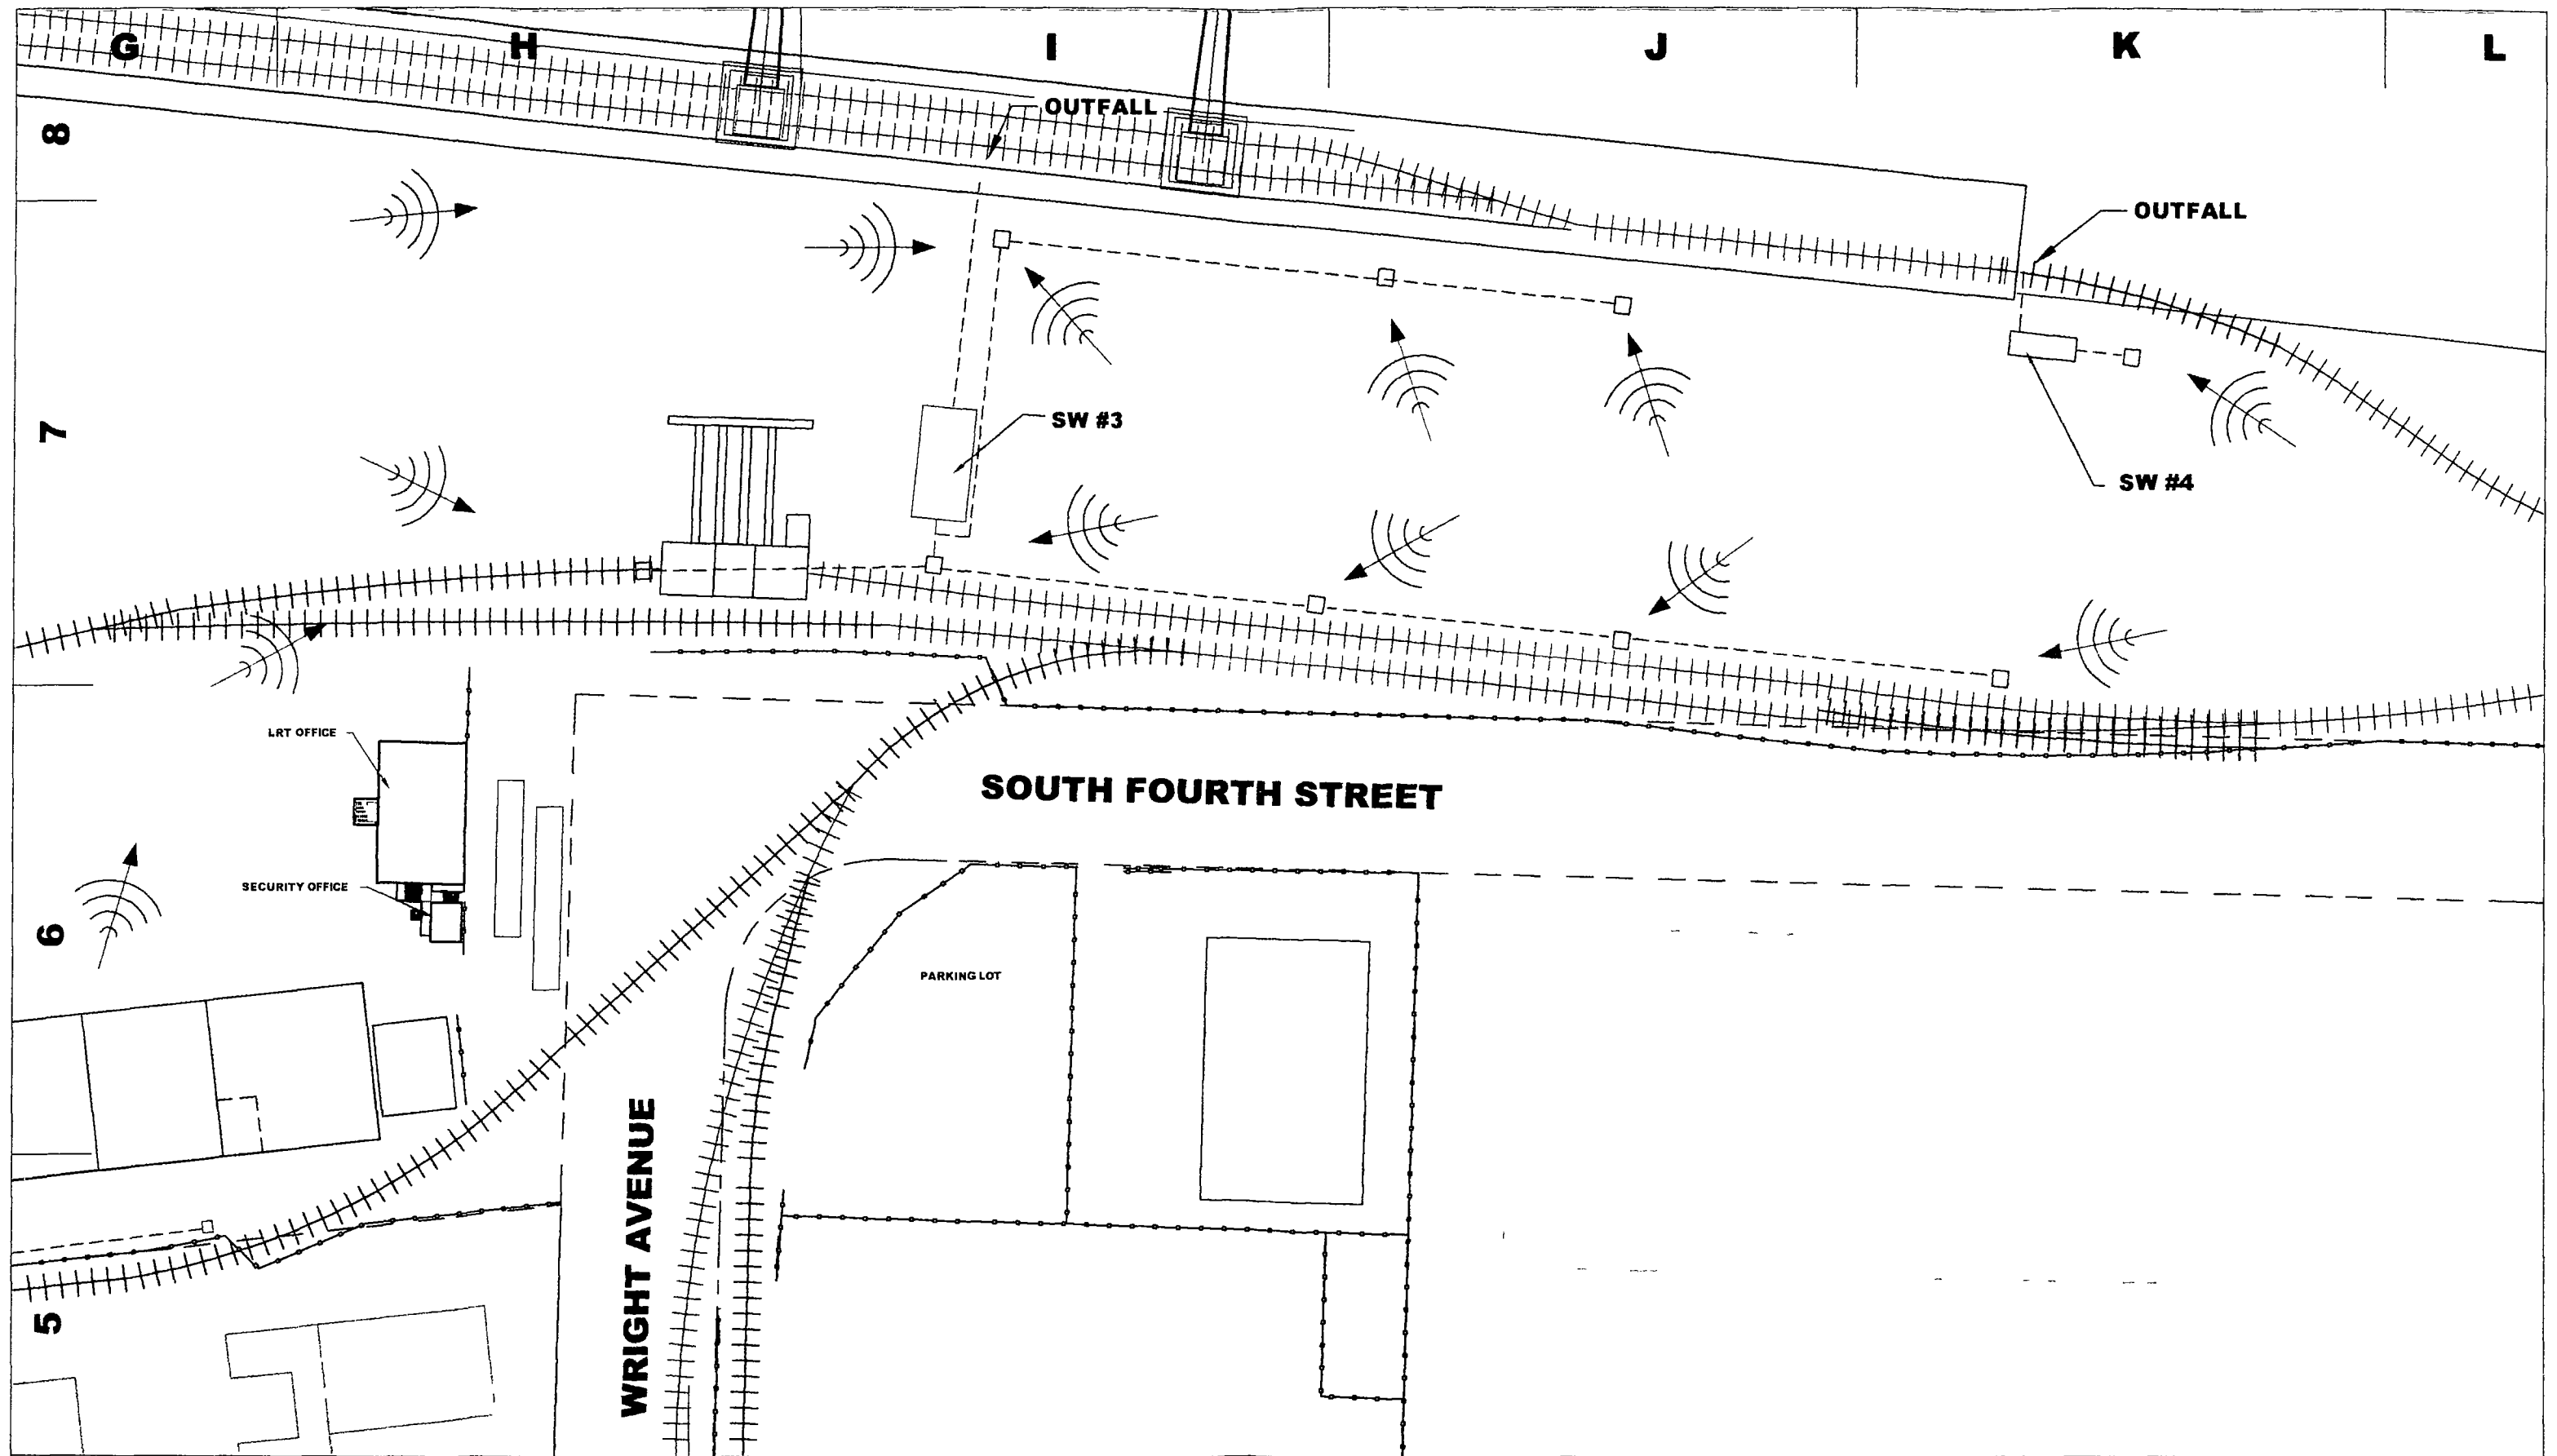 G H I J K L
OUTFALL
8
OUTFALL
SW #3
7
SW #4
LRT OFFICE
SOUTH FOURTH STREET
SECURITY OFFICE
6
PARKING LOT
WRIGHT AVENUE
5